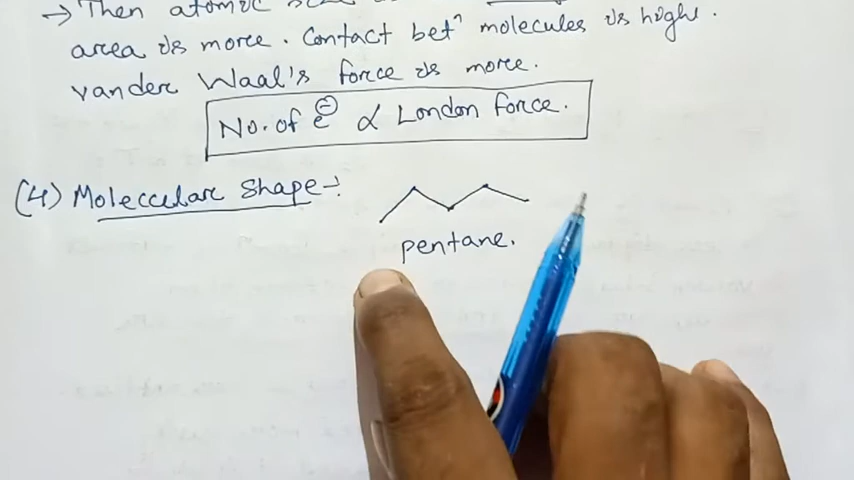 → Then atomic
area is more. Contact betⁿ molecules is high.
vander Waal's force is more.
No. of e⊖ ∝ London force.
(4) Moleccular shape-:
pentane.